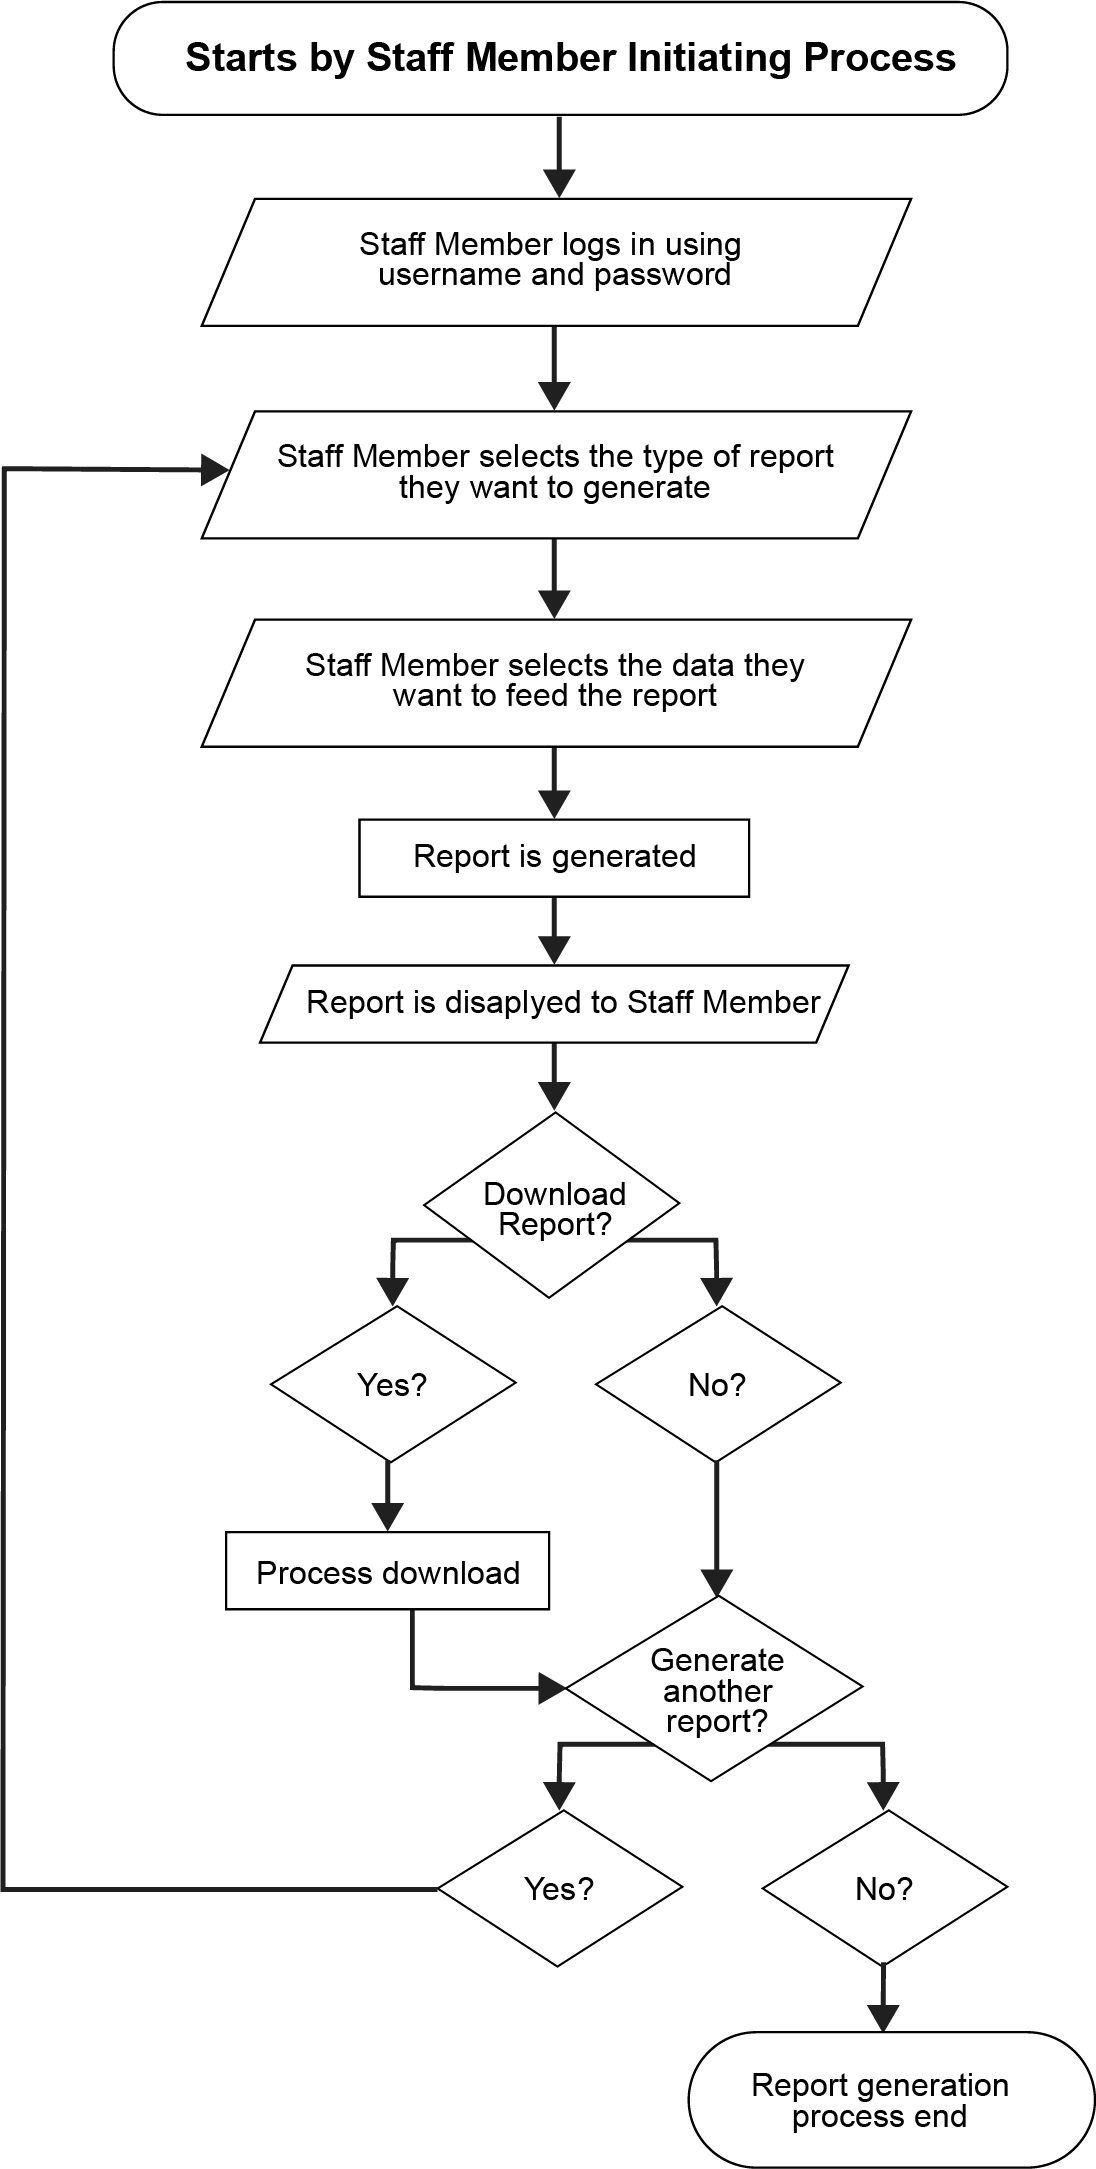 Starts by Staff Member Initiating Process
Staff Member logs in using
username and password
Staff Member selects the type of report
they want to generate
Staff Member selects the data they
want to feed the report
Report is generated
Report is disaplyed to Staff Member
Download
Report?
Yes?
No?
Process download
Generate
another
report?
Yes?
No?
Report generation
process end